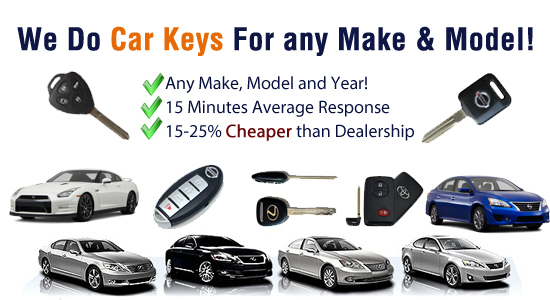 We Do Car Keys For any Make & Model!
Any Make, Model and Year!
15 Minutes Average Response
15-25% Cheaper than Dealership